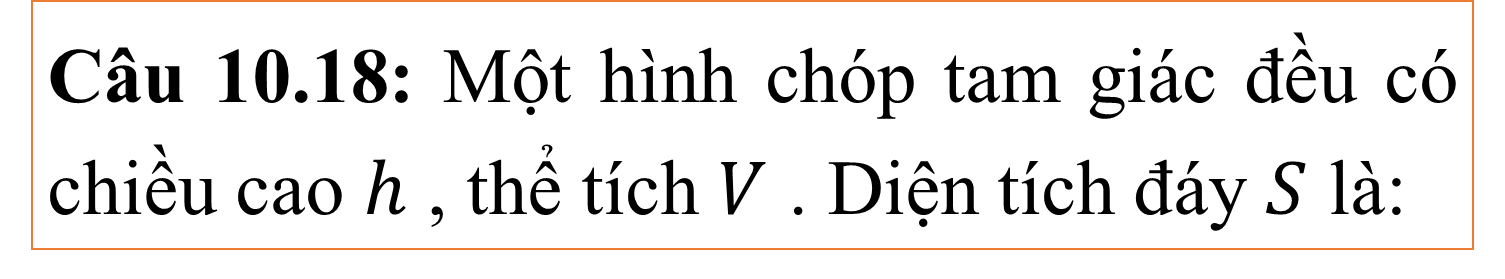 Câu 10.18: Một hình chóp tam giác đều có
chiều cao h , thể tích V . Diện tích đáy S là: